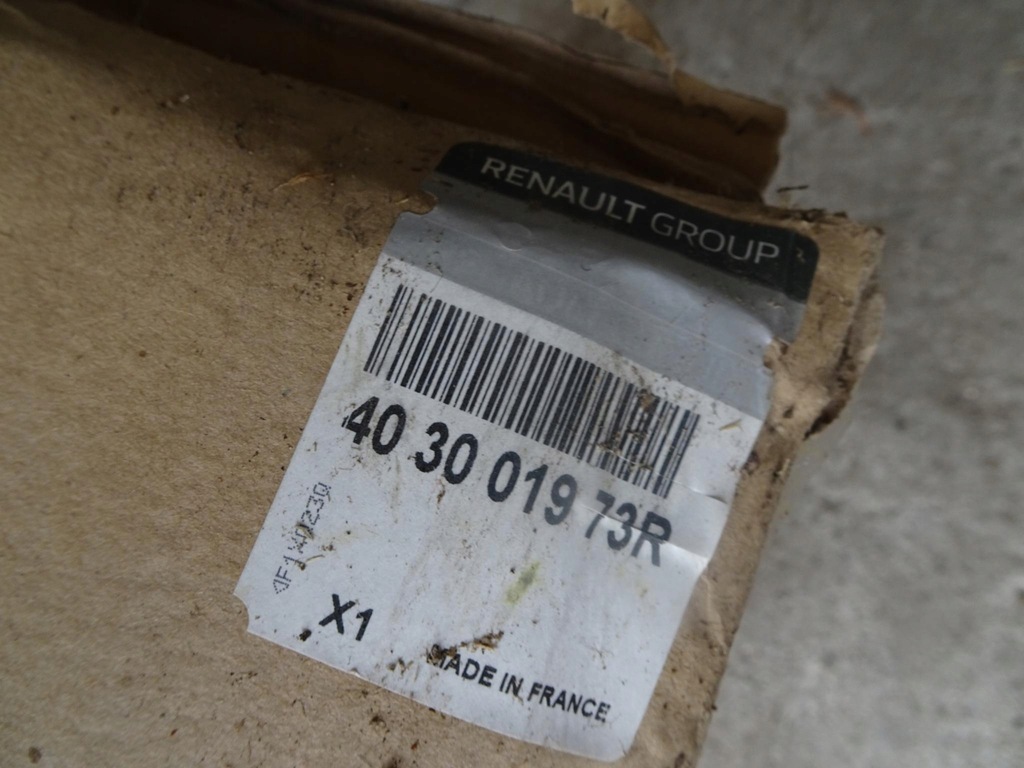 RENAULT GROUP
40 30 019 73R
X1
MADE IN FRANCE